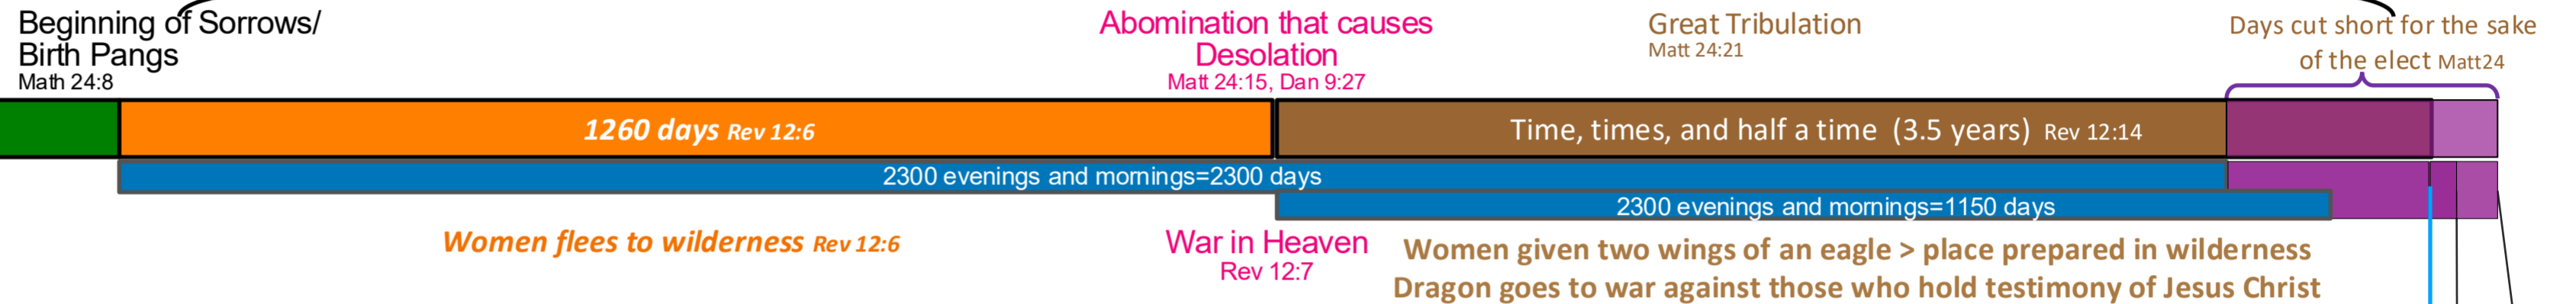 Beginning of Sorrows/
Birth Pangs
Math 24:8
Abomination that causes
Desolation
Matt 24:15, Dan 9:27
Great Tribulation
Matt 24:21
Days cut short for the sake
of the elect Matt24
1260 days Rev 12:6
Time, times, and half a time (3.5 years) Rev 12:14
2300 evenings and mornings=2300 days
2300 evenings and mornings=1150 days
Women flees to wilderness Rev 12:6
War in Heaven
Rev 12:7
Women given two wings of an eagle > place prepared in wilderness
Dragon goes to war against those who hold testimony of Jesus Christ